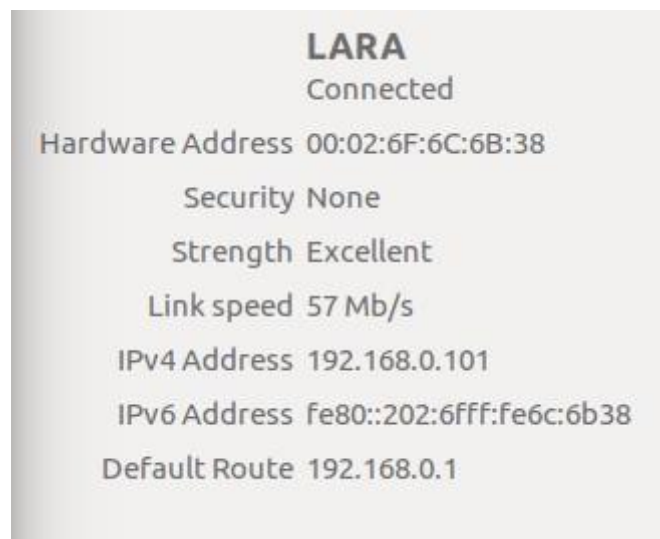 LARA
Connected
Hardware Address 00:02:6F:6C:6B:38
Security None
Strength Excellent
Link speed 57 Mb/s
IPv4 Address 192.168.0.101
IPv6 Address fe80::202:6fff:fe6c:6b38
Default Route 192.168.0.1